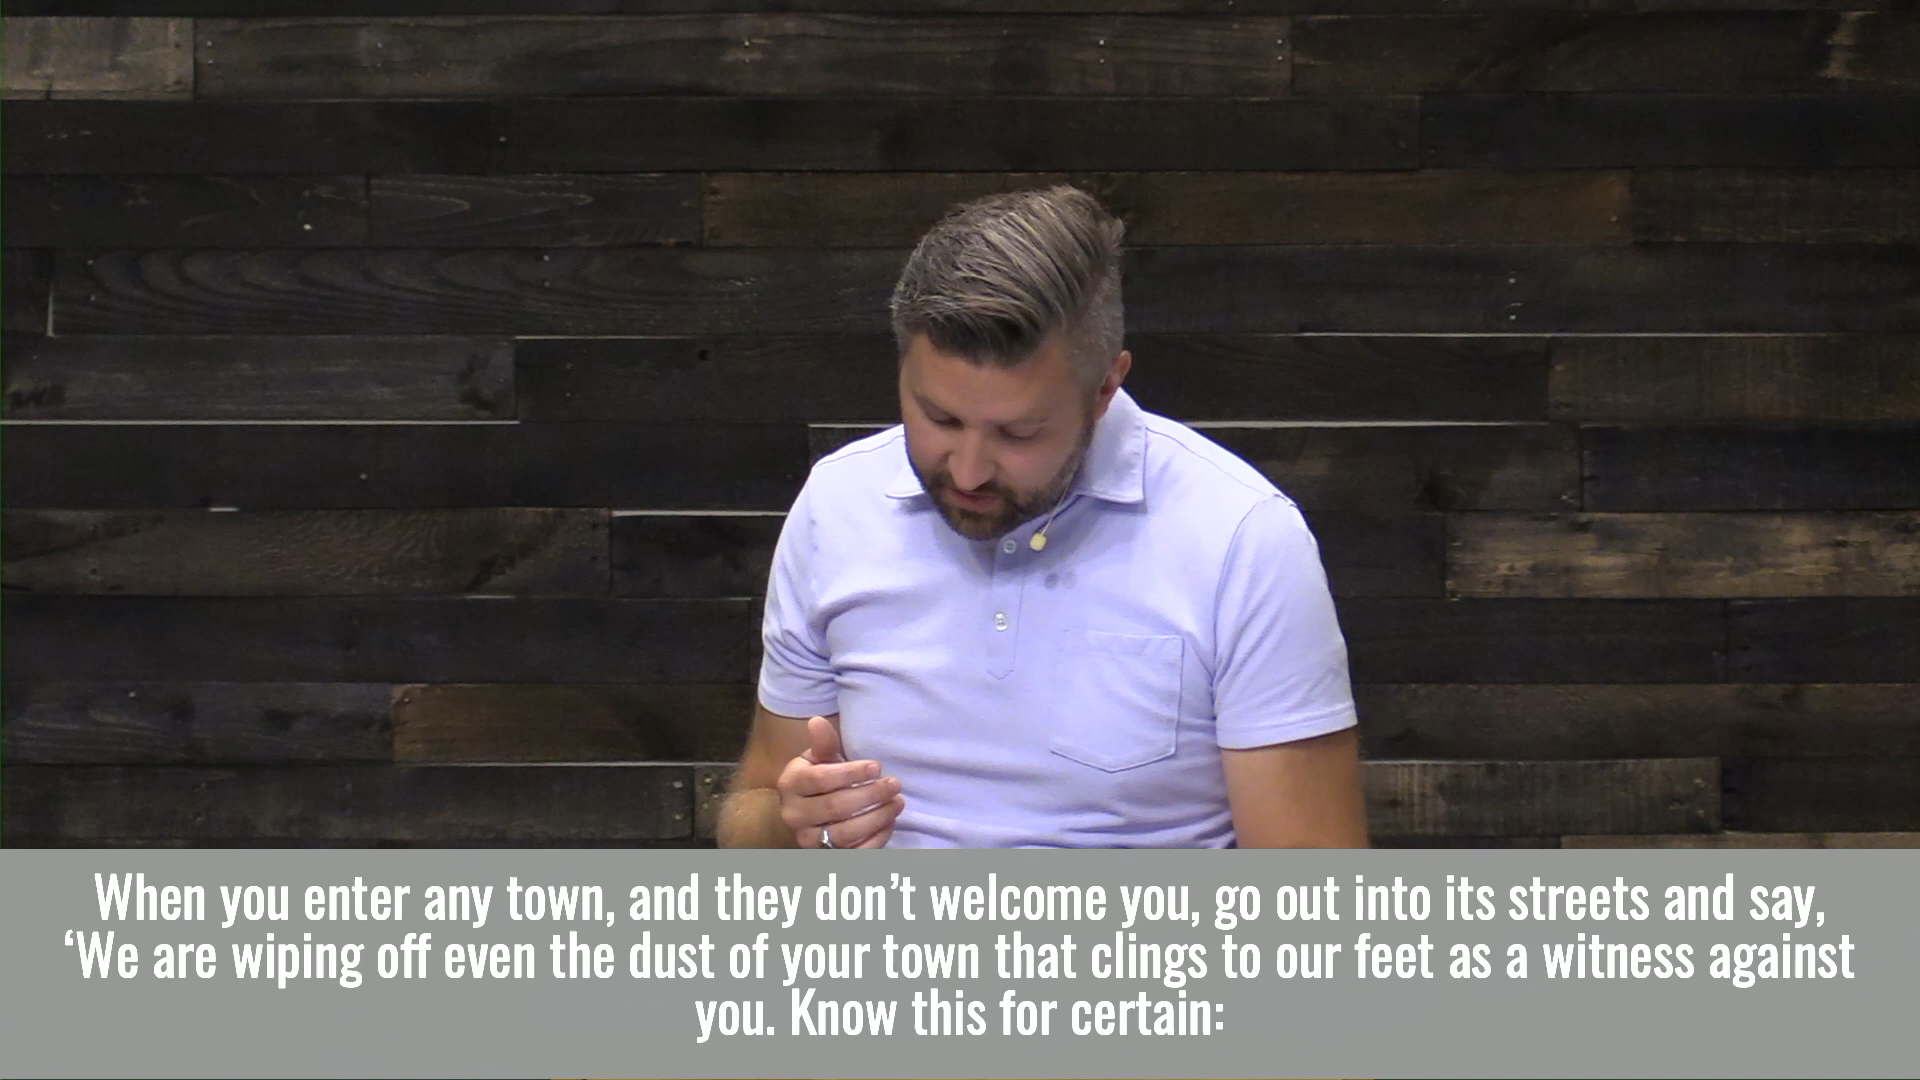 When you enter any town, and they don’t welcome you, go out into its streets and say,
‘We are wiping off even the dust of your town that clings to our feet as a witness against
you. Know this for certain: